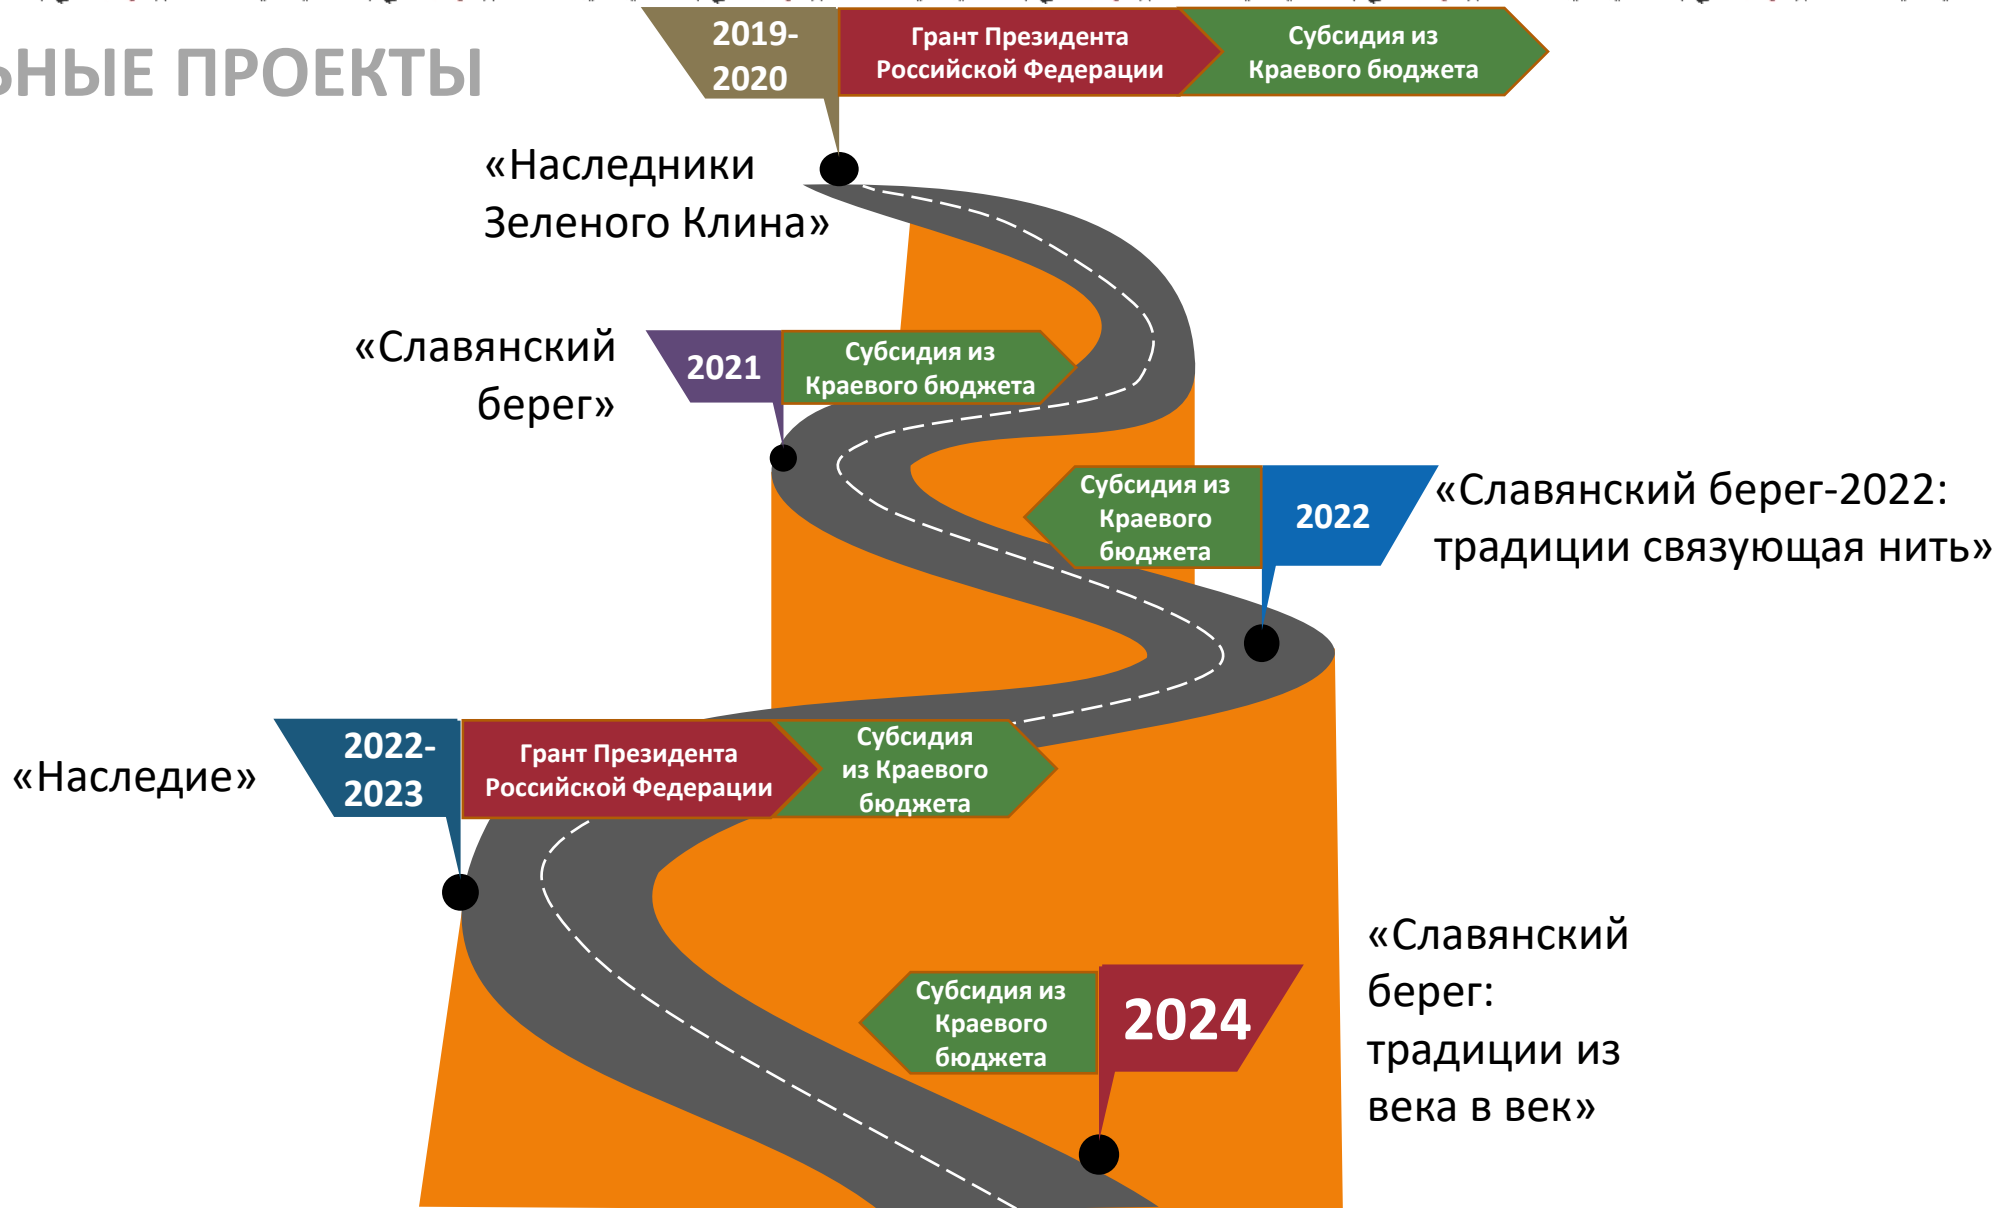 ЬНЫЕ ПРОЕКТЫ
2019-
2020
Грант Президента
Российской Федерации
Субсидия из
Краевого бюджета
«Наследники
Зеленого Клина»
«Славянский
берег»
2021
Субсидия из
Краевого бюджета
Субсидия из
Краевого
бюджета
2022
«Славянский берег-2022:
традиции связующая нить»
«Наследие»
2022-
2023
Грант Президента
Российской Федерации
Субсидия
из Краевого
бюджета
Субсидия из
Краевого
бюджета
2024
«Славянский
берег:
традиции из
века в век»